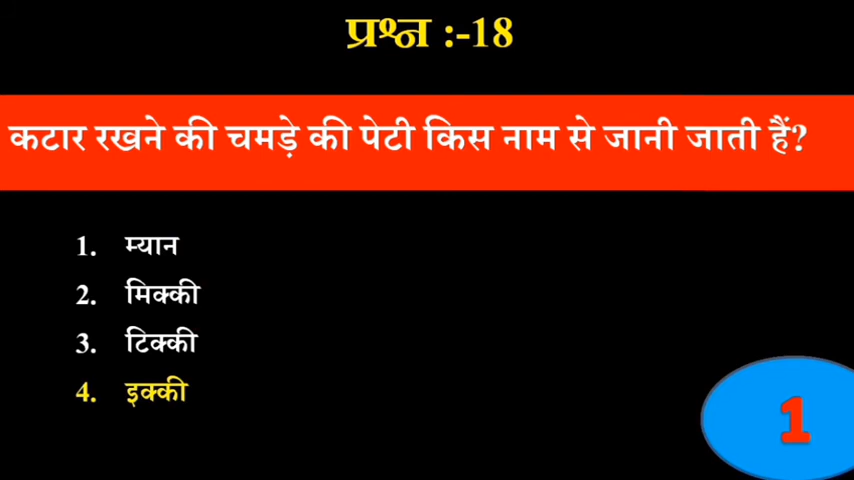 प्रश्न :-18
कटार रखने की चमड़े की पेटी किस नाम से जानी जाती हैं?
1. म्यान
2. मिक्की
3. टिक्की
4. इक्की
1